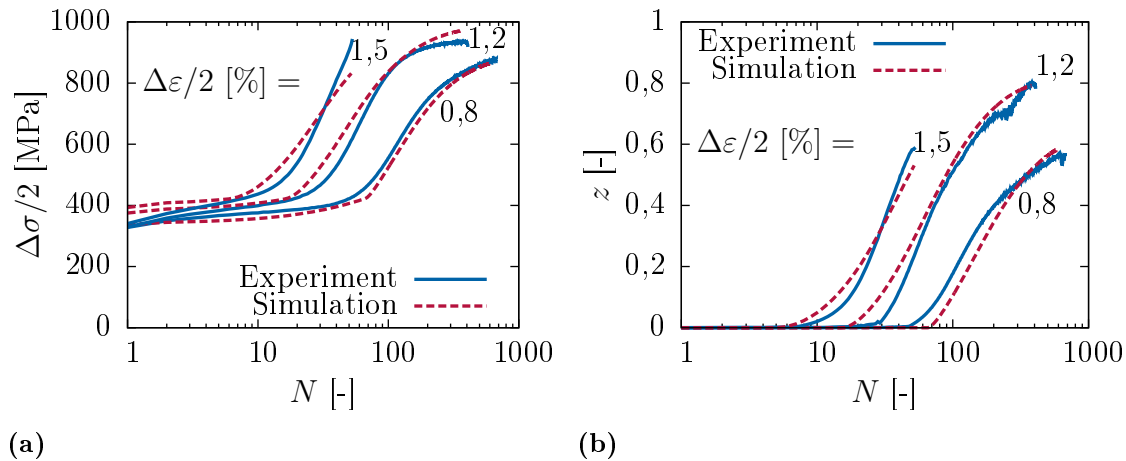 1000
800
600
400
200
0
Δσ/2 [MPa]
1,5
1,2
Δε/2 [%] =
0,8
Experiment
Simulation
1
10
100
1000
N [-]
(a)
1
0,8
0,6
0,4
0,2
0
z [-]
Experiment
Simulation
1,2
Δε/2 [%] =
1,5
0,8
1
10
100
1000
N [-]
(b)